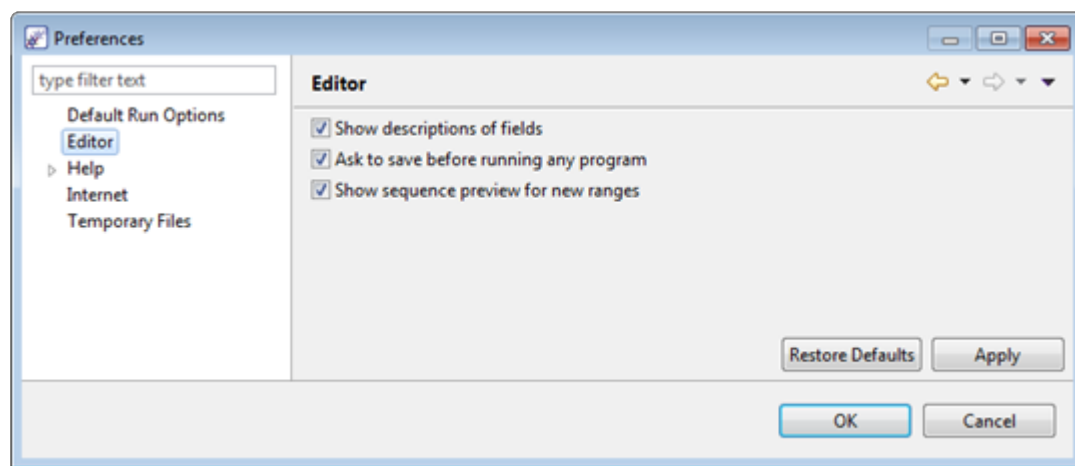 Preferences
type filter text
Default Run Options
Editor
Help
Internet
Temporary Files
Editor
Show descriptions of fields
Ask to save before running any program
Show sequence preview for new ranges
Restore Defaults
Apply
OK
Cancel